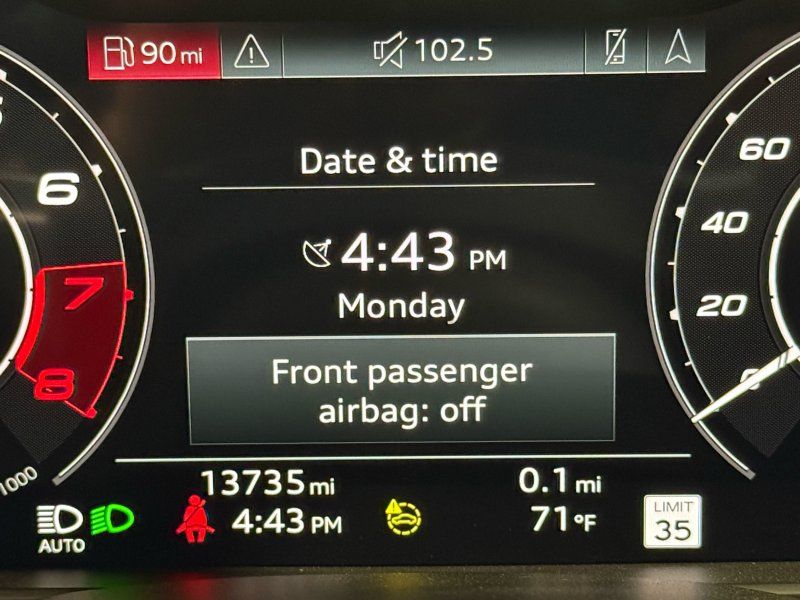 90 mi
102.5
Date & time
4:43 PM
Monday
Front passenger
airbag: off
6
7
8
1000
60
40
20
0
13735 mi
0.1 mi
4:43 PM
71°F
AUTO
LIMIT
35